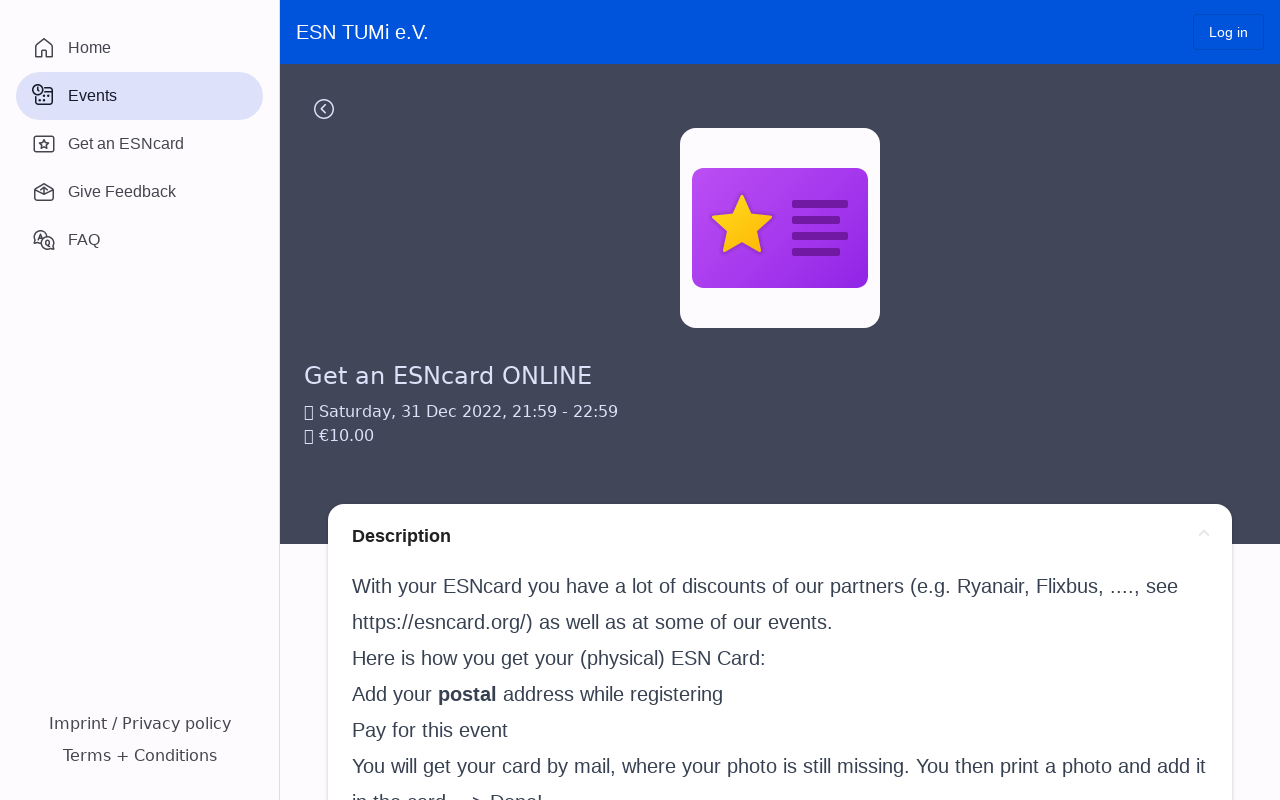 Home
Events
Get an ESNcard
Give Feedback
FAQ
Imprint / Privacy policy
Terms + Conditions
ESN TUMi e.V.
Log in
Get an ESNcard ONLINE
Saturday, 31 Dec 2022, 21:59 - 22:59
€10.00
Description
With your ESNcard you have a lot of discounts of our partners (e.g. Ryanair, Flixbus, ...., see
https://esncard.org/) as well as at some of our events.
Here is how you get your (physical) ESN Card:
Add your postal address while registering
Pay for this event
You will get your card by mail, where your photo is still missing. You then print a photo and add it
in the card
Done!